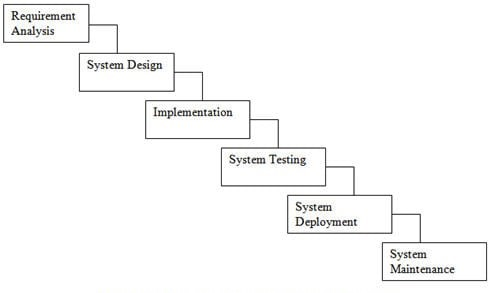 Requirement
Analysis
System Design
Implementation
System Testing
System
Deployment
System
Maintenance